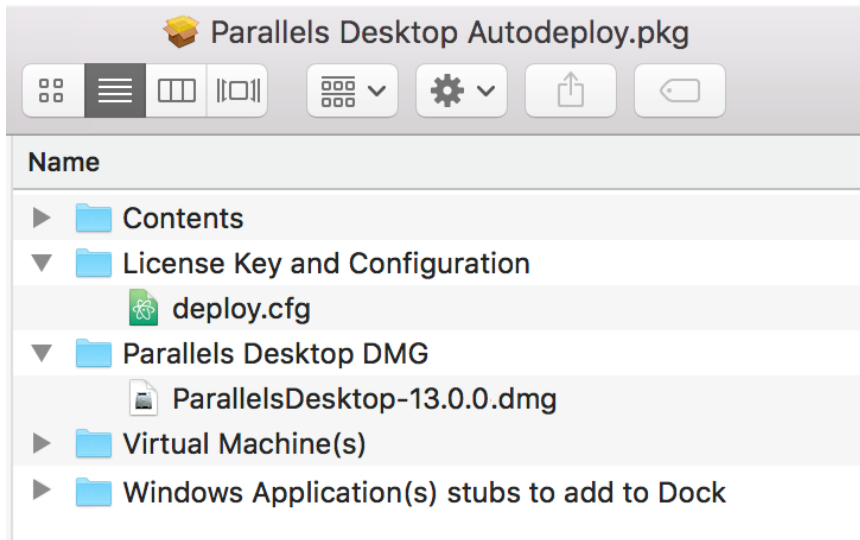 Parallels Desktop Autodeploy.pkg
Name
Contents
License Key and Configuration
deploy.cfg
Parallels Desktop DMG
ParallelsDesktop-13.0.0.dmg
Virtual Machine(s)
Windows Application(s) stubs to add to Dock